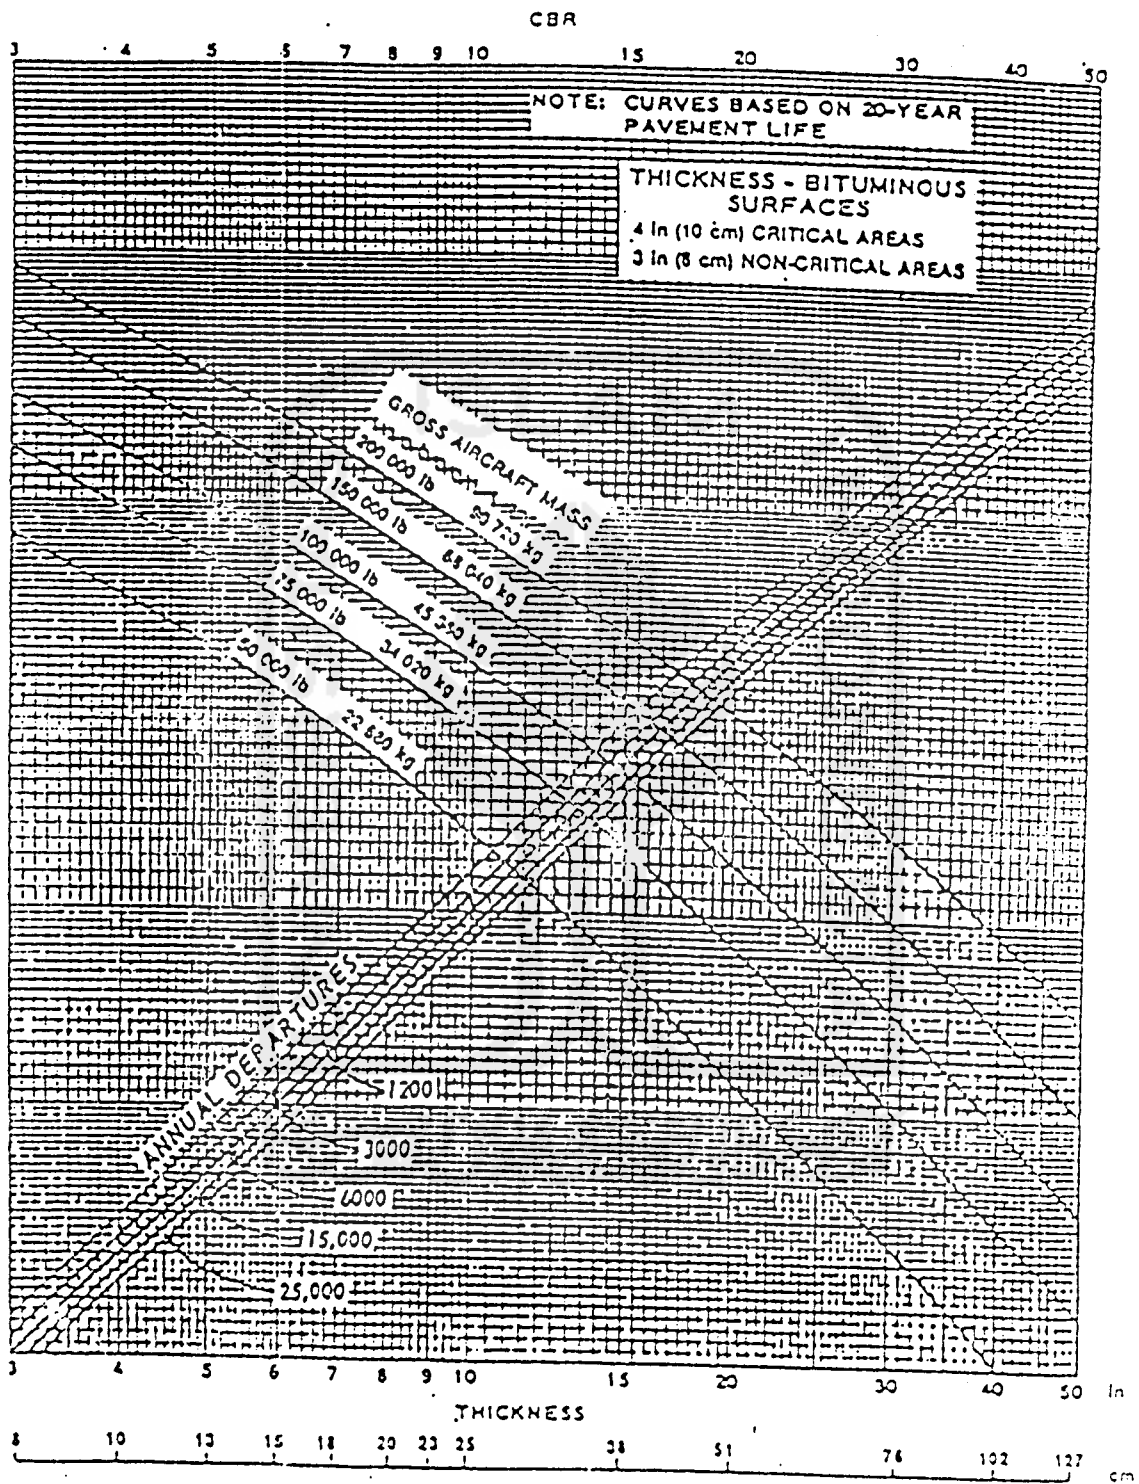 CBR
3 4 5 6 7 8 9 10 15 20 30 40 50
NOTE: CURVES BASED ON 20-YEAR
PAVEMENT LIFE
THICKNESS - BITUMINOUS
SURFACES
4 in (10 cm) CRITICAL AREAS
3 in (8 cm) NON-CRITICAL AREAS
GROSS AIRCRAFT MASS
200 000 lb 90 720 kg
150 000 lb 68 040 kg
100 000 lb 45 360 kg
75 000 lb 34 020 kg
50 000 lb 22 680 kg
ANNUAL DEPARTURES
1200
3000
6000
15,000
25,000
3 4 5 6 7 8 9 10 15 20 30 40 50 in
THICKNESS
8 10 13 15 18 20 23 25 38 51 76 102 127
cm